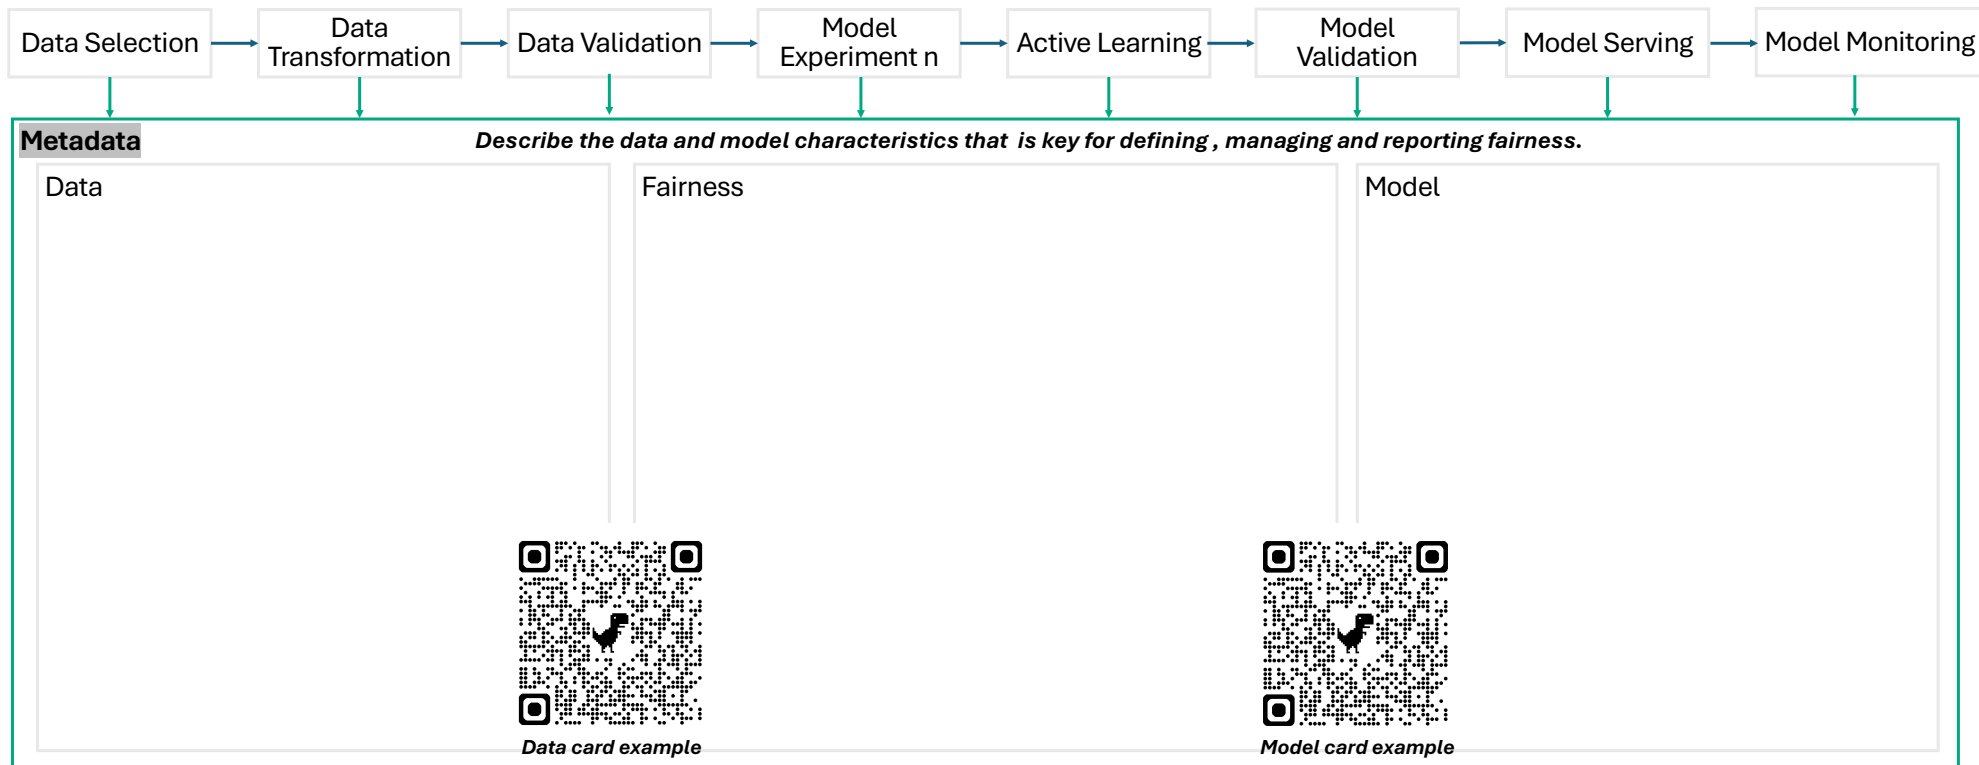 Data Selection
Data
Transformation
Data Validation
Model
Experiment n
Active Learning
Model
Validation
Model Serving
Model Monitoring
Metadata
Describe the data and model characteristics that  is key for defining , managing and reporting fairness.
Data
Fairness
Model
Data card example
Model card example